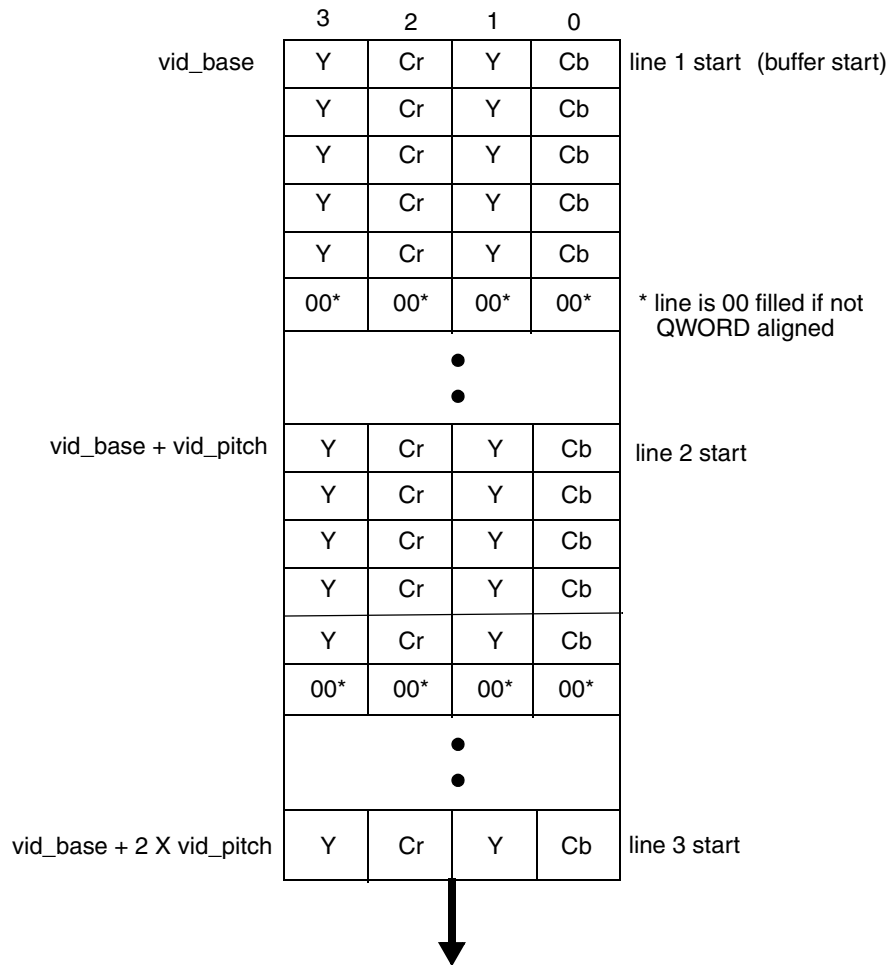 3 2 1 0
vid_base Y Cr Y Cb line 1 start (buffer start)
Y Cr Y Cb
Y Cr Y Cb
Y Cr Y Cb
Y Cr Y Cb
00* 00* 00* 00* * line is 00 filled if not
QWORD aligned
vid_base + vid_pitch Y Cr Y Cb line 2 start
Y Cr Y Cb
Y Cr Y Cb
Y Cr Y Cb
Y Cr Y Cb
00* 00* 00* 00*
vid_base + 2 X vid_pitch Y Cr Y Cb line 3 start